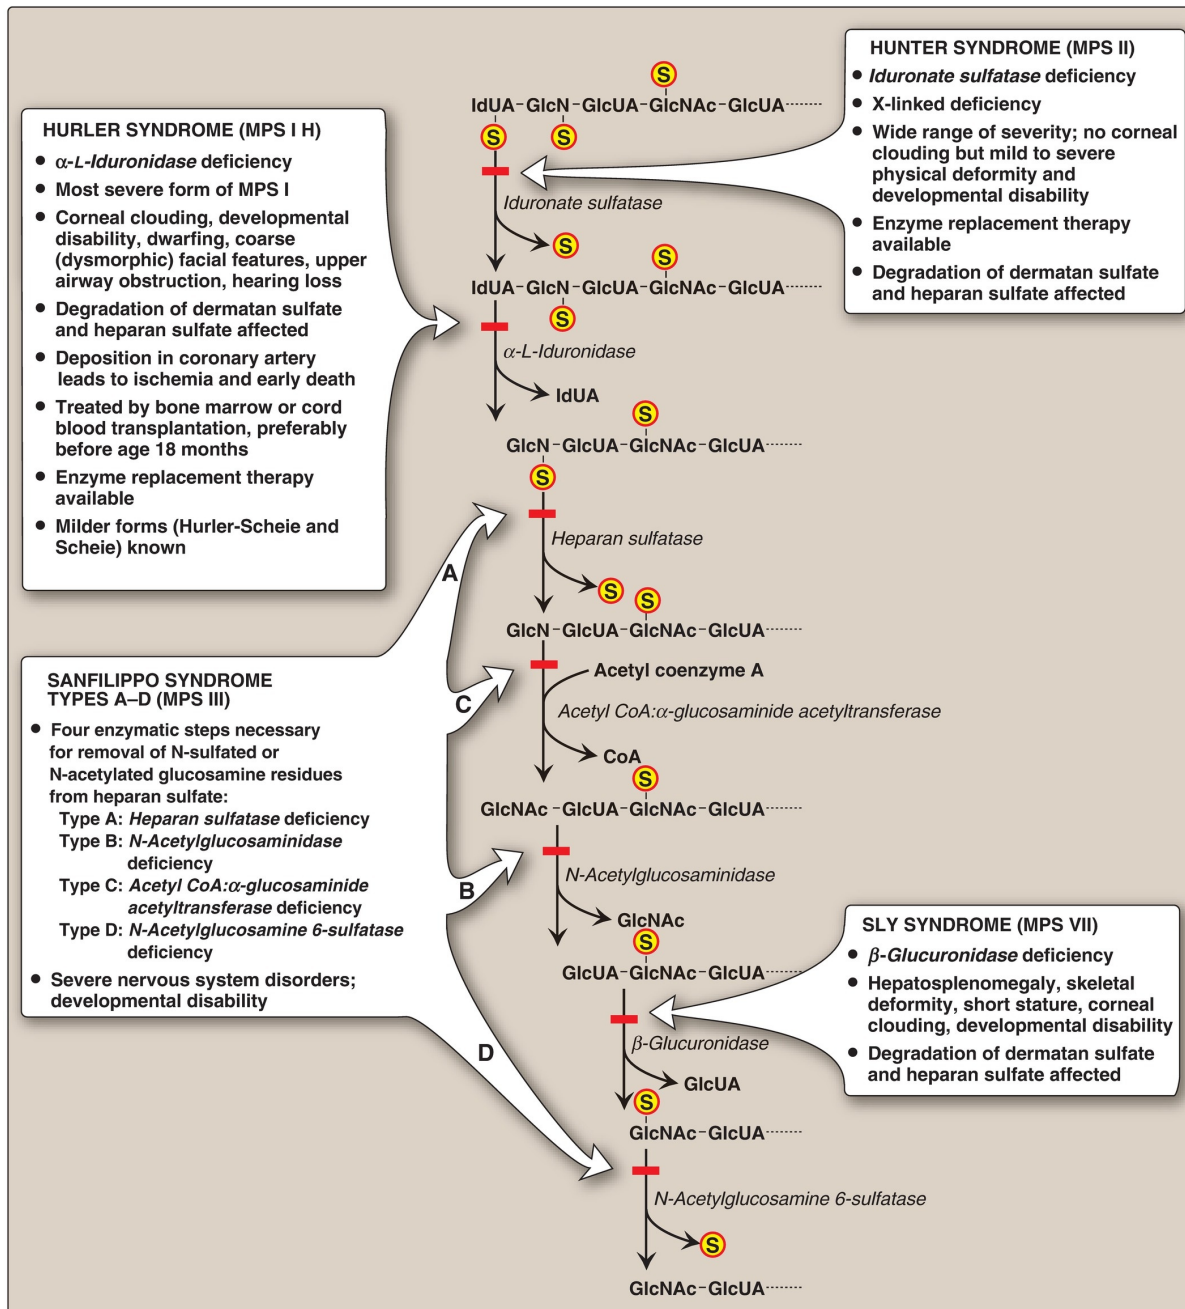 HURLER SYNDROME (MPS I H)
• α-L-Iduronidase deficiency
• Most severe form of MPS I
• Corneal clouding, developmental
disability, dwarfing, coarse
(dysmorphic) facial features, upper
airway obstruction, hearing loss
• Degradation of dermatan sulfate
and heparan sulfate affected
• Deposition in coronary artery
leads to ischemia and early death
• Treated by bone marrow or cord
blood transplantation, preferably
before age 18 months
• Enzyme replacement therapy
available
• Milder forms (Hurler-Scheie and
Scheie) known
HUNTER SYNDROME (MPS II)
• Iduronate sulfatase deficiency
• X-linked deficiency
• Wide range of severity; no corneal
clouding but mild to severe
physical deformity and
developmental disability
• Enzyme replacement therapy
available
• Degradation of dermatan sulfate
and heparan sulfate affected
S
IdUA-GlcN-GlcUA-GlcNAc-GlcUA
S S
Iduronate sulfatase
S
S
IdUA-GlcN-GlcUA-GlcNAc-GlcUA
S
α-L-Iduronidase
IdUA
S
GlcN-GlcUA-GlcNAc-GlcUA
S
Heparan sulfatase
S
S
GlcN-GlcUA-GlcNAc-GlcUA
Acetyl coenzyme A
Acetyl CoA:α-glucosaminide acetyltransferase
CoA
S
GlcNAc-GlcUA-GlcNAc-GlcUA
N-Acetylglucosaminidase
GlcNAc
S
GlcUA-GlcNAc-GlcUA
β-Glucuronidase
GlcUA
S
GlcNAc-GlcUA
N-Acetylglucosamine 6-sulfatase
S
GlcNAc-GlcUA
A
C
B
D
SANFILIPPO SYNDROME
TYPES A–D (MPS III)
• Four enzymatic steps necessary
for removal of N-sulfated or
N-acetylated glucosamine residues
from heparan sulfate:
Type A: Heparan sulfatase deficiency
Type B: N-Acetylglucosaminidase
deficiency
Type C: Acetyl CoA:α-glucosaminide
acetyltransferase deficiency
Type D: N-Acetylglucosamine 6-sulfatase
deficiency
• Severe nervous system disorders;
developmental disability
SLY SYNDROME (MPS VII)
• β-Glucuronidase deficiency
• Hepatosplenomegaly, skeletal
deformity, short stature, corneal
clouding, developmental disability
• Degradation of dermatan sulfate
and heparan sulfate affected